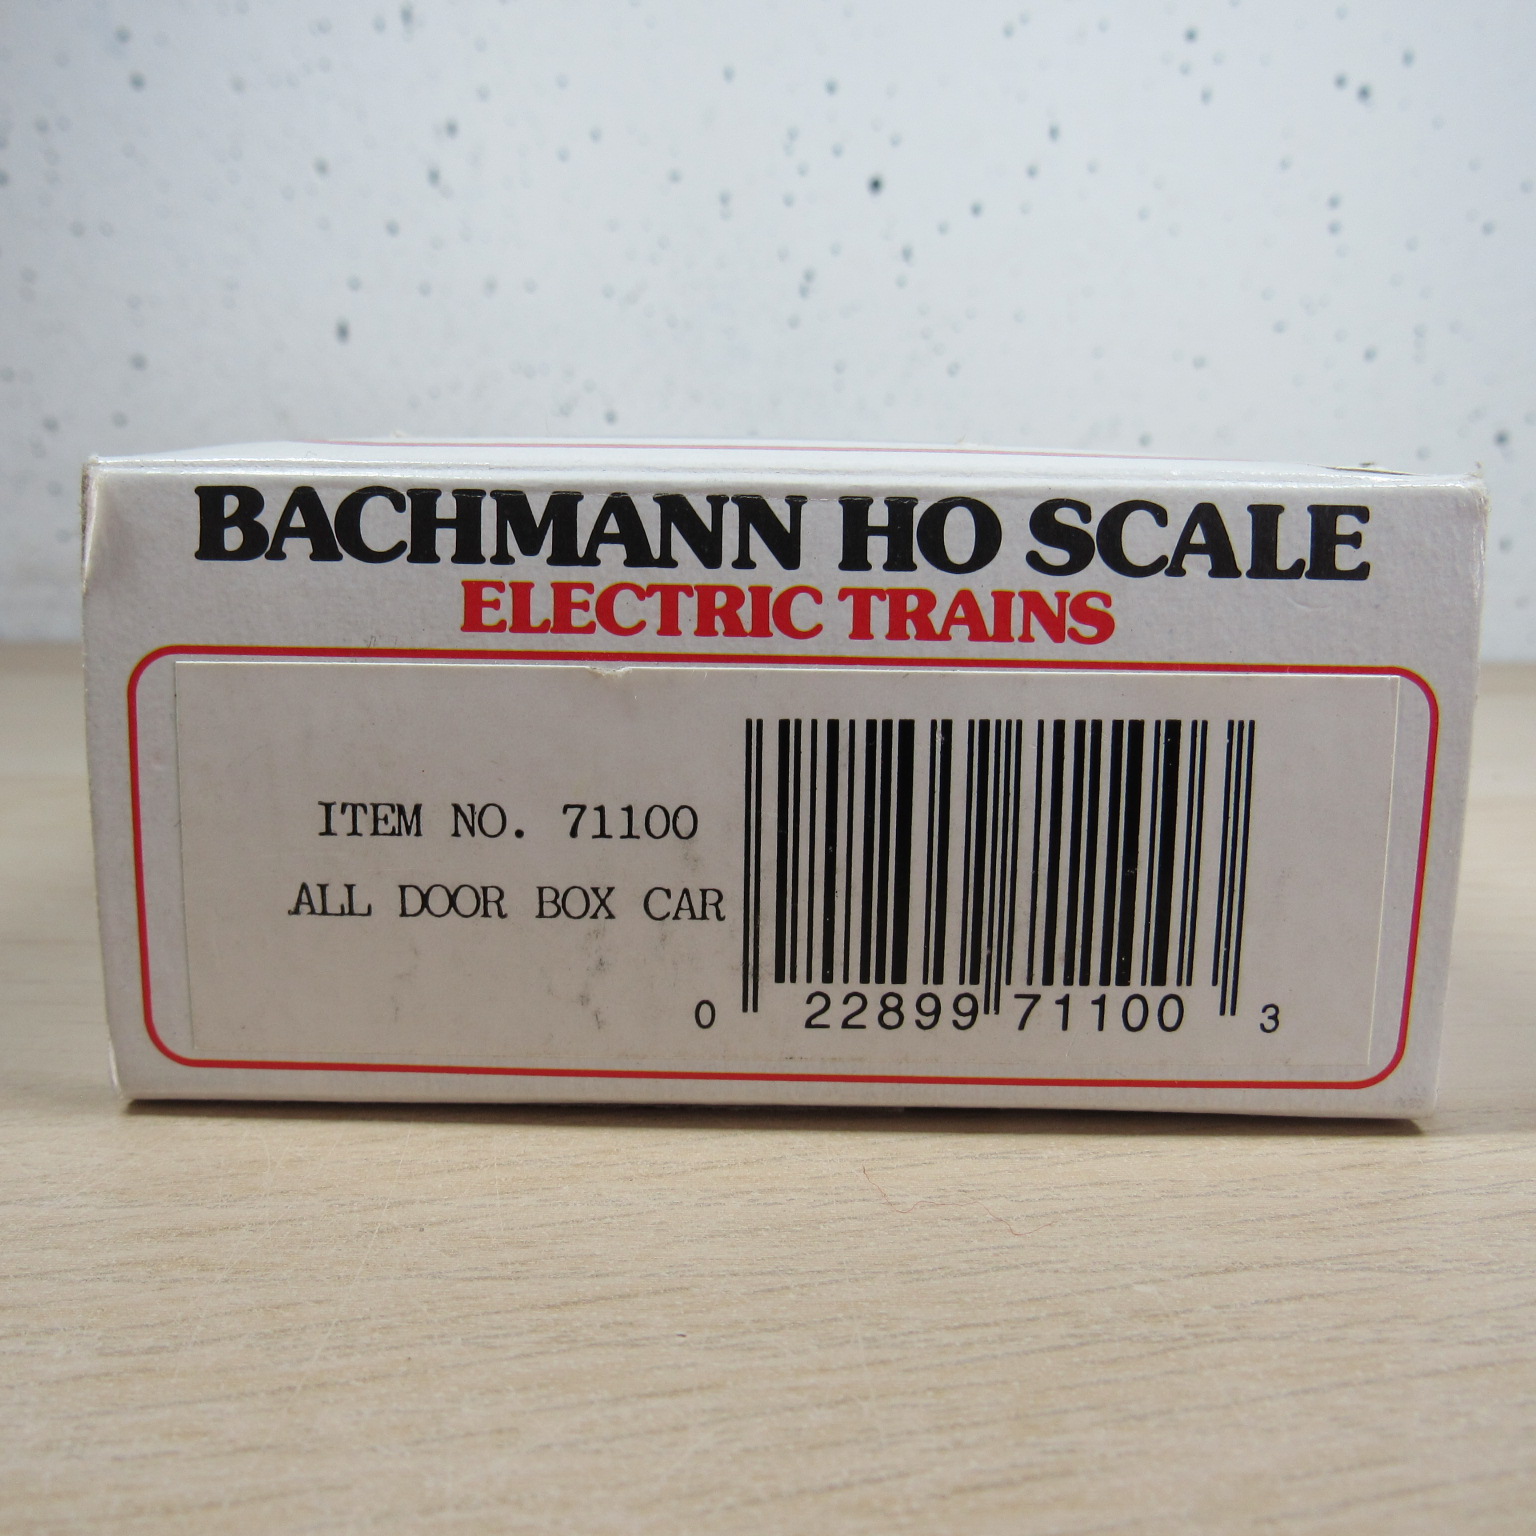 BACHMANN HO SCALE
ELECTRIC TRAINS
ITEM NO. 71100
ALL DOOR BOX CAR
0 22899 71100 3